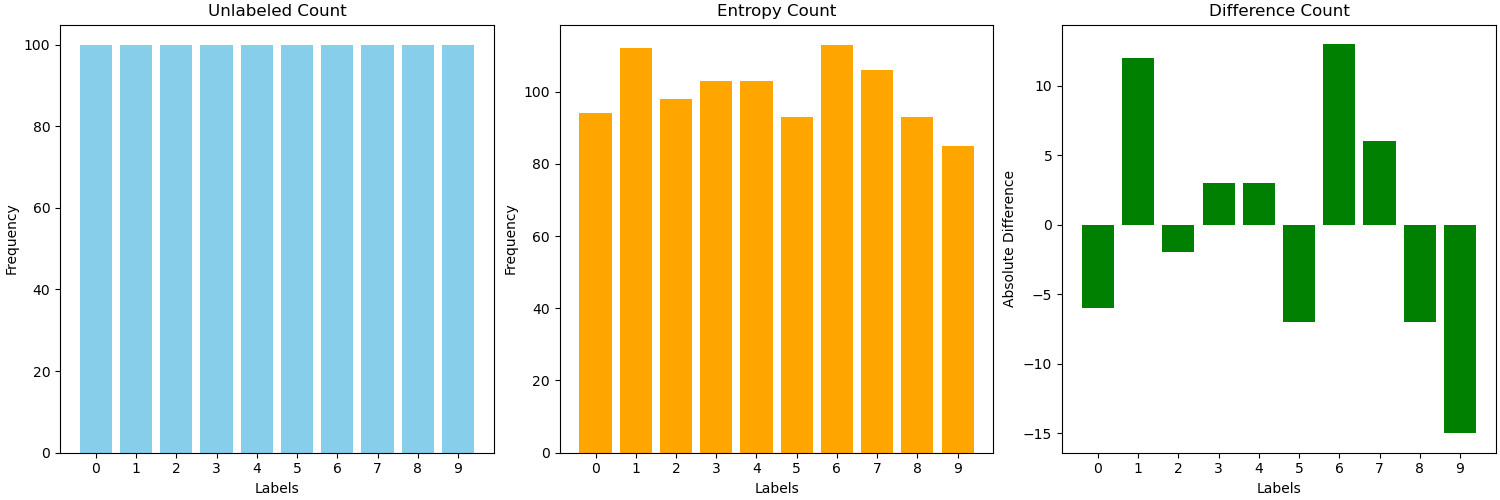 Unlabeled Count
Frequency
100
80
60
40
20
0
0 1 2 3 4 5 6 7 8 9
Labels
Entropy Count
Frequency
100
80
60
40
20
0
0 1 2 3 4 5 6 7 8 9
Labels
Difference Count
Absolute Difference
10
5
0
−5
−10
−15
0 1 2 3 4 5 6 7 8 9
Labels